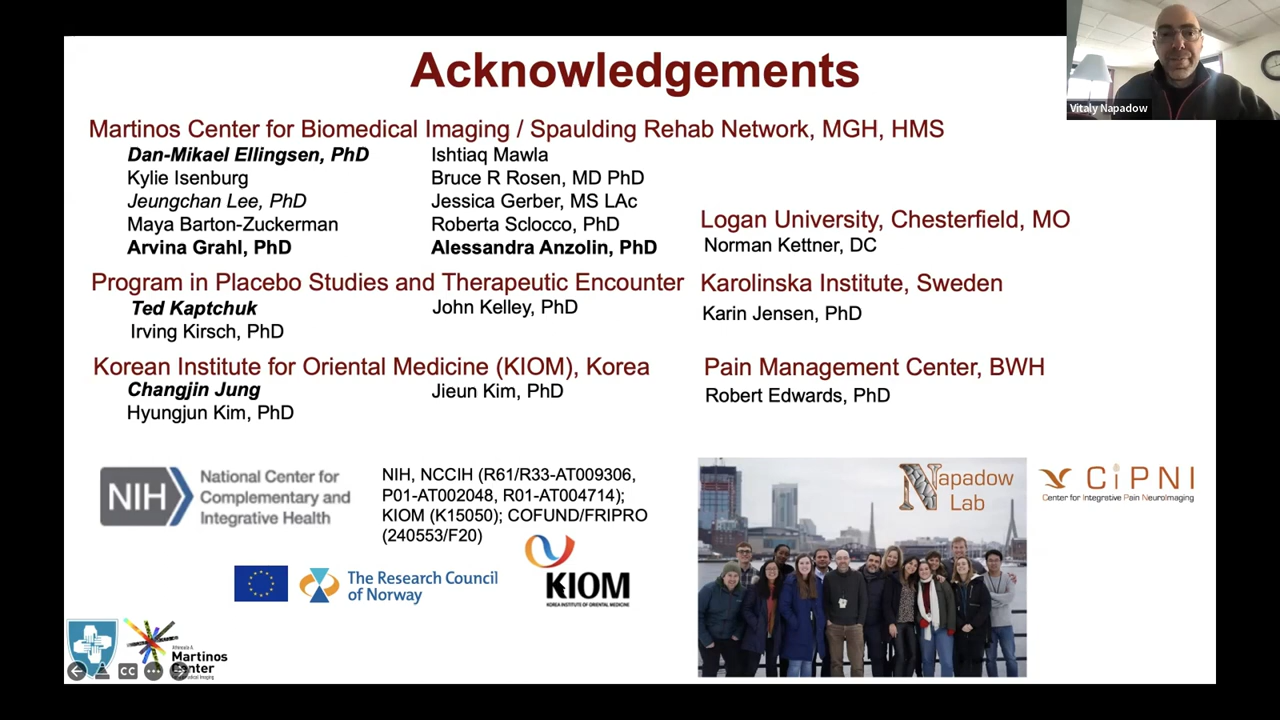 Acknowledgements
Vitaly Napadow
Martinos Center for Biomedical Imaging / Spaulding Rehab Network, MGH, HMS
Dan-Mikael Ellingsen, PhD
Kylie Isenburg
Jeungchan Lee, PhD
Maya Barton-Zuckerman
Arvina Grahl, PhD
Ishtiaq Mawla
Bruce R Rosen, MD PhD
Jessica Gerber, MS LAc
Roberta Sclocco, PhD
Alessandra Anzolin, PhD
Logan University, Chesterfield, MO
Norman Kettner, DC
Program in Placebo Studies and Therapeutic Encounter
Ted Kaptchuk
Irving Kirsch, PhD
John Kelley, PhD
Karolinska Institute, Sweden
Karin Jensen, PhD
Korean Institute for Oriental Medicine (KIOM), Korea
Changjin Jung
Hyungjun Kim, PhD
Jieun Kim, PhD
Pain Management Center, BWH
Robert Edwards, PhD
NIH
National Center for
Complementary and
Integrative Health
NIH, NCCIH (R61/R33-AT009306,
P01-AT002048, R01-AT004714);
KIOM (K15050); COFUND/FRIPRO
(240553/F20)
The Research Council
of Norway
KIOM
KOREA INSTITUTE OF ORIENTAL MEDICINE
Napadow
Lab
CiPNI
Center for Integrative Pain NeuroImaging
Martinos
Center
CC